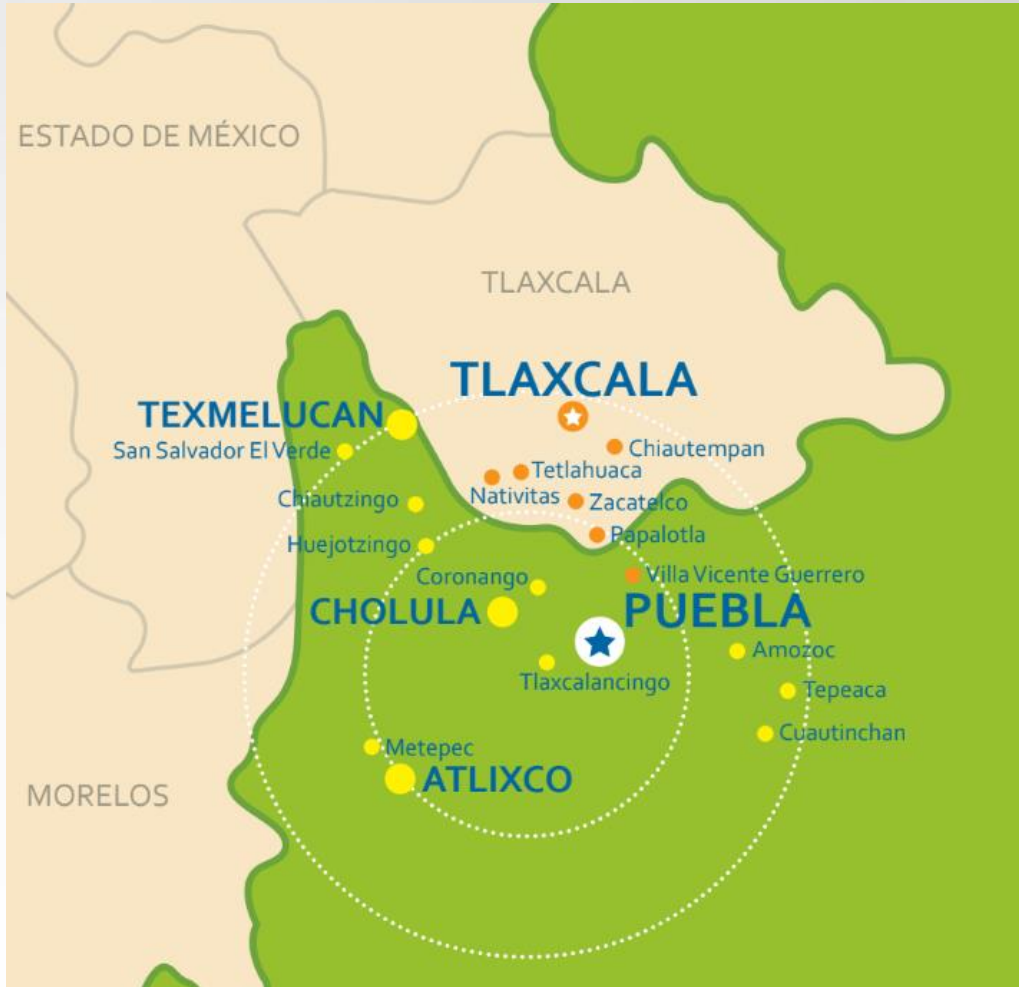 ESTADO DE MÉXICO
TLAXCALA
TLAXCALA
TEXMELUCAN
San Salvador El Verde
Chiautempan
Tetlahuaca
Nativitas
Chiautzingo
Zacatelco
Huejotzingo
Papalotla
Coronango
Villa Vicente Guerrero
CHOLULA
PUEBLA
Amozoc
Tlaxcalancingo
Tepeaca
Cuautinchan
Metepec
ATLIXCO
MORELOS